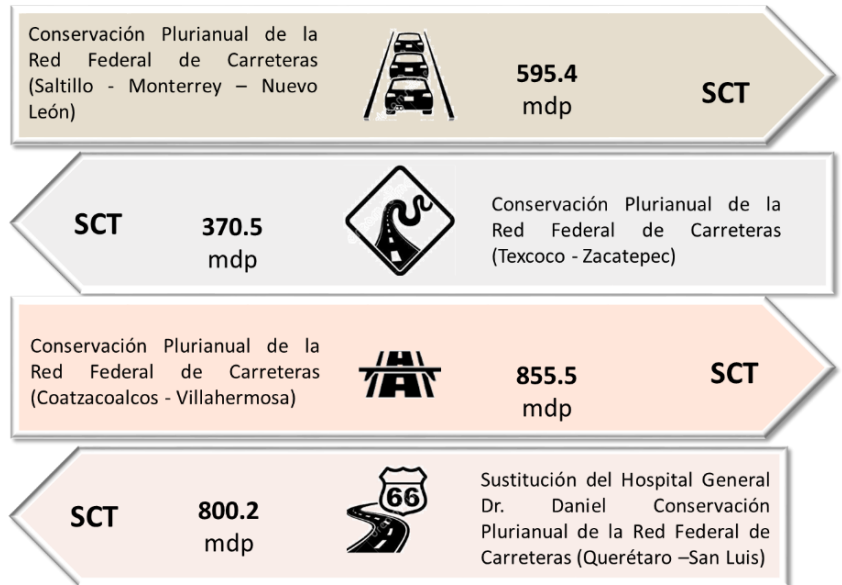 Conservación Plurianual de la
Red Federal de Carreteras
(Saltillo - Monterrey – Nuevo
León)
595.4
mdp
SCT
SCT
370.5
mdp
Conservación Plurianual de la
Red Federal de Carreteras
(Texcoco - Zacatepec)
Conservación Plurianual de la
Red Federal de Carreteras
(Coatzacoalcos - Villahermosa)
855.5
mdp
SCT
SCT
800.2
mdp
66
Sustitución del Hospital General
Dr. Daniel Conservación
Plurianual de la Red Federal de
Carreteras (Querétaro –San Luis)